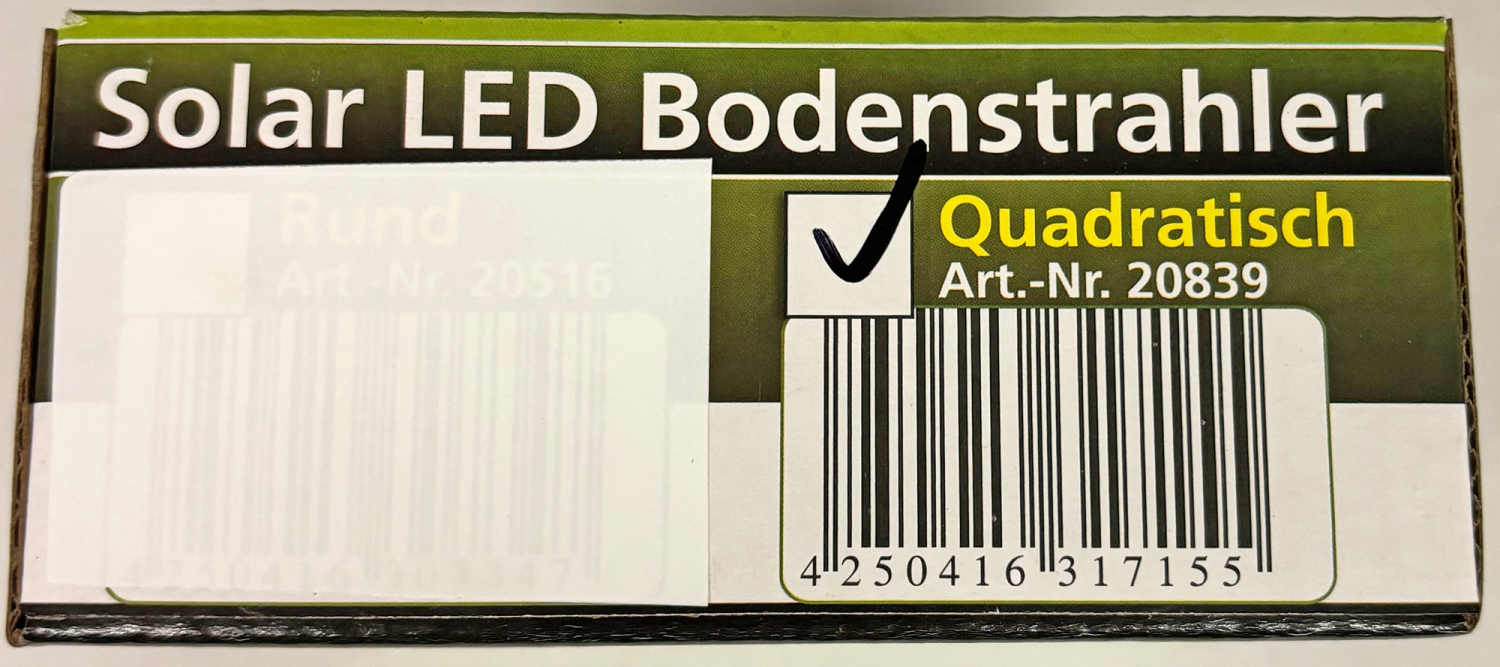 Solar LED Bodenstrahler
Rund
Art.-Nr. 20516
Quadratisch
Art.-Nr. 20839
4 250416 317155